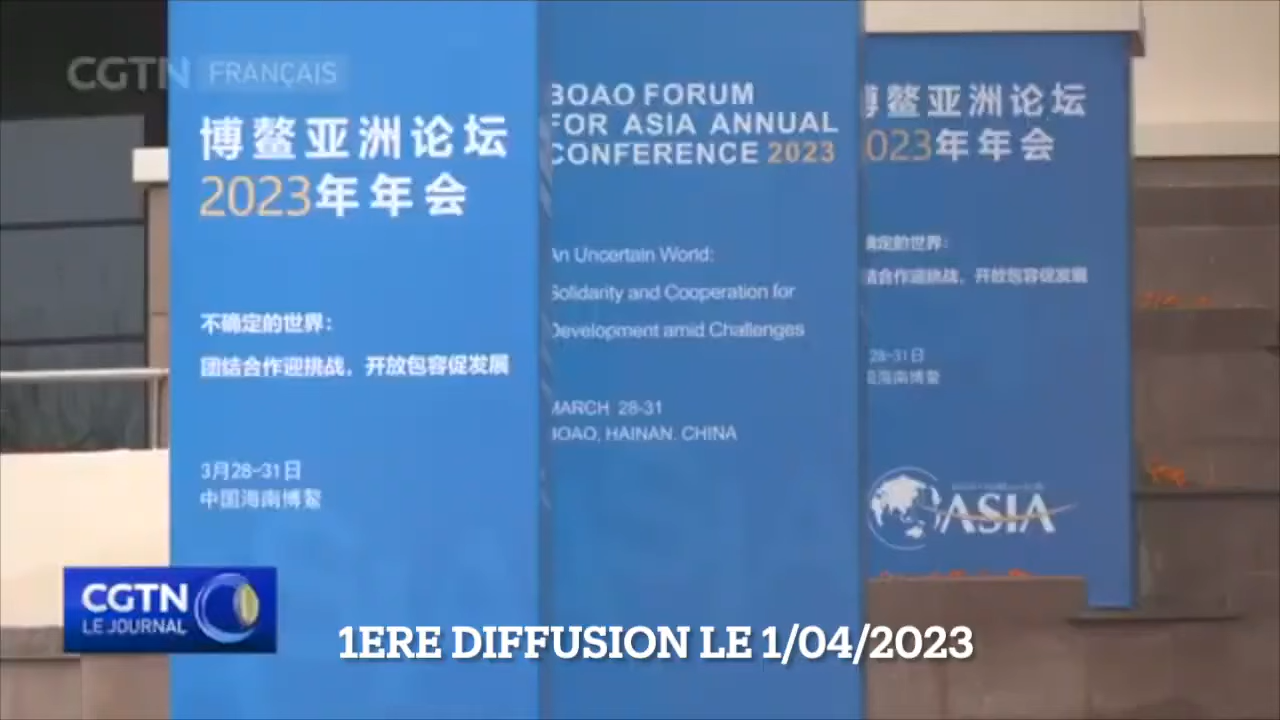 CGTN FRANÇAIS
博鳌亚洲论坛
2023年年会
不确定的世界：
团结合作迎挑战，开放包容促发展
3月28-31日
中国海南博鳌
BOAO FORUM
FOR ASIA ANNUAL
CONFERENCE 2023
An Uncertain World:
Solidarity and Cooperation for
Development amid Challenges
MARCH 28-31
BOAO, HAINAN. CHINA
博鳌亚洲论坛
2023年年会
确定的世界：
结合作迎挑战，开放包容促发展
28-31日
国海南博鳌
ASIA
CGTN
LE JOURNAL
1ERE DIFFUSION LE 1/04/2023